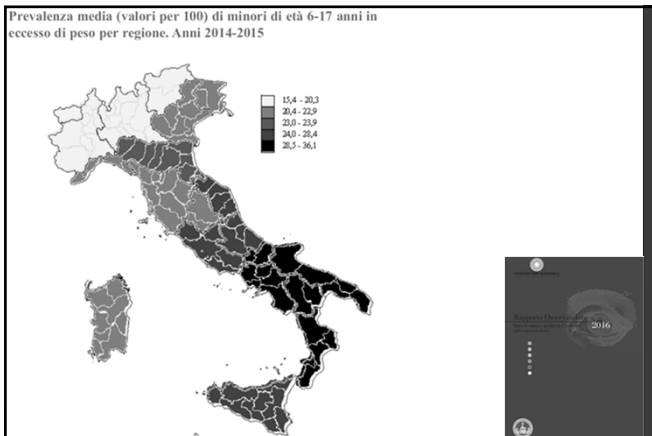 Prevalenza media (valori per 100) di minori di età 6-17 anni in
eccesso di peso per regione. Anni 2014-2015
15,4 - 20,3
20,4 - 22,9
23,0 - 23,9
24,0 - 28,4
28,5 - 36,1
Rapporto Osservasalute
2016